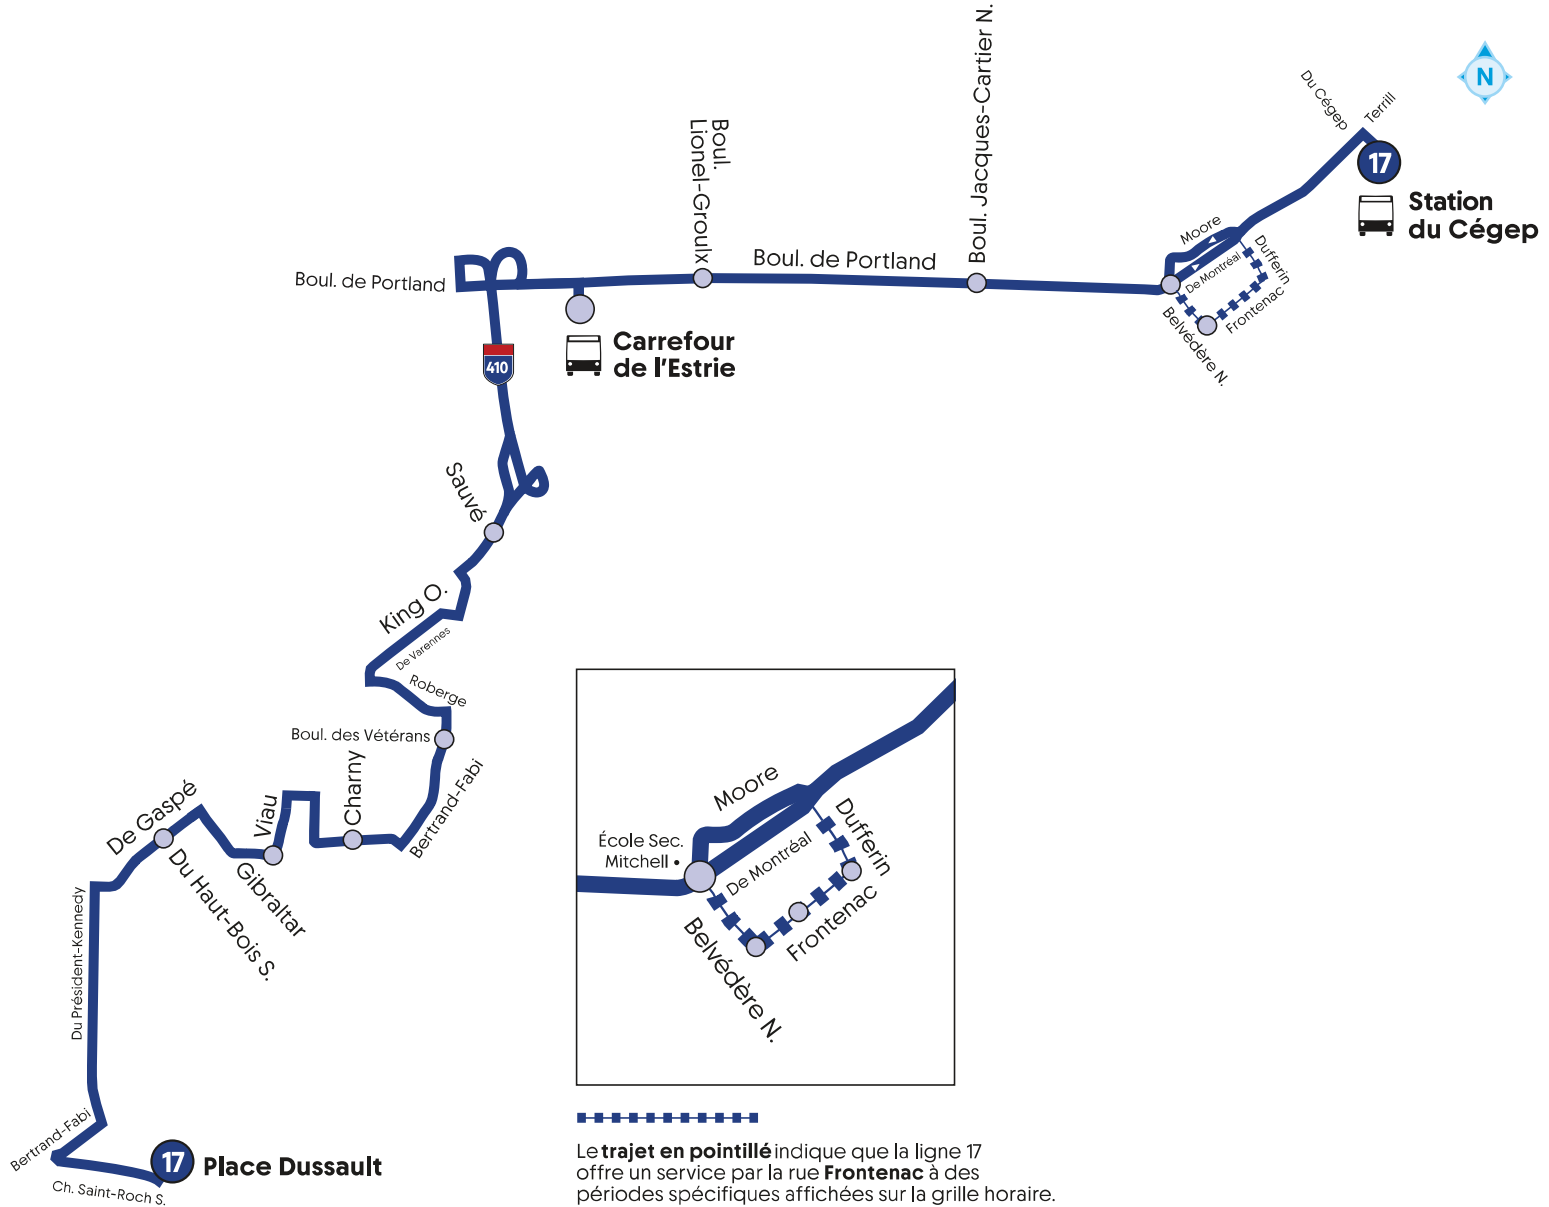 Boul. Jacques-Cartier N.
N
Du Cégep
Terrill
17
Station
du Cégep
Boul.
Lionel-Groulx
Boul. de Portland
Boul. de Portland
Moore
De Montréal
Dufferin
Frontenac
Belvédère N.
Carrefour
de l'Estrie
410
Sauvé
King O.
De Varennes
Roberge
Boul. des Vétérans
Bertrand-Fabi
Charny
Viau
De Gaspé
Gibraltar
Du Haut-Bois S.
Du Président-Kennedy
Bertrand-Fabi
Ch. Saint-Roch S.
17
Place Dussault
Moore
École Sec.
Mitchell •
De Montréal
Dufferin
Frontenac
Belvédère N.
Le trajet en pointillé indique que la ligne 17
offre un service par la rue Frontenac à des
périodes spécifiques affichées sur la grille horaire.